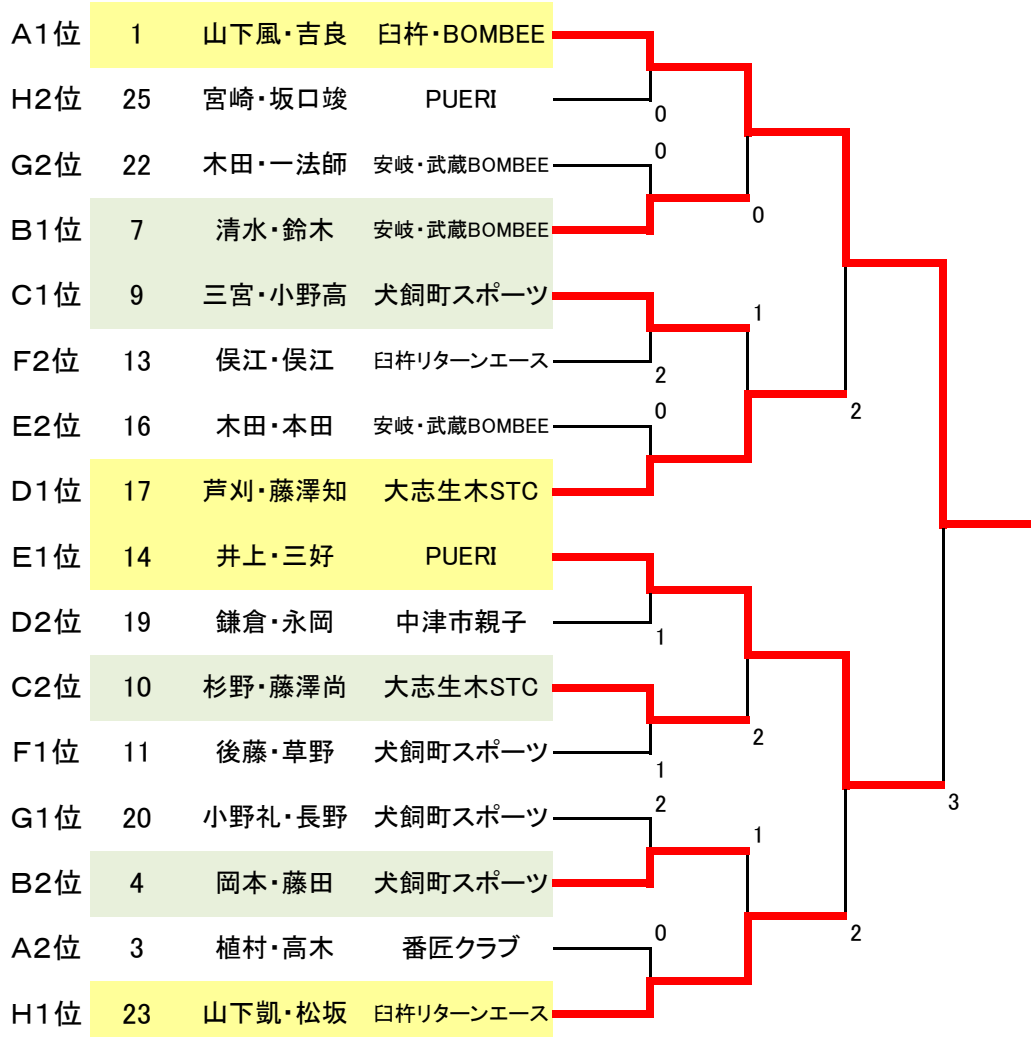 A1位 1 山下風・吉良 臼杵・BOMBEE
H2位 25 宮崎・坂口竣 PUERI
0
0
G2位 22 木田・一法師 安岐・武蔵BOMBEE
0
B1位 7 清水・鈴木 安岐・武蔵BOMBEE
C1位 9 三宮・小野高 犬飼町スポーツ
1
F2位 13 俣江・俣江 臼杵リターンエース
2
0
2
E2位 16 木田・本田 安岐・武蔵BOMBEE
D1位 17 芦刈・藤澤知 大志生木STC
E1位 14 井上・三好 PUERI
D2位 19 鎌倉・永岡 中津市親子
1
C2位 10 杉野・藤澤尚 大志生木STC
2
F1位 11 後藤・草野 犬飼町スポーツ
1
2
3
G1位 20 小野礼・長野 犬飼町スポーツ
1
B2位 4 岡本・藤田 犬飼町スポーツ
0
2
A2位 3 植村・高木 番匠クラブ
H1位 23 山下凱・松坂 臼杵リターンエース